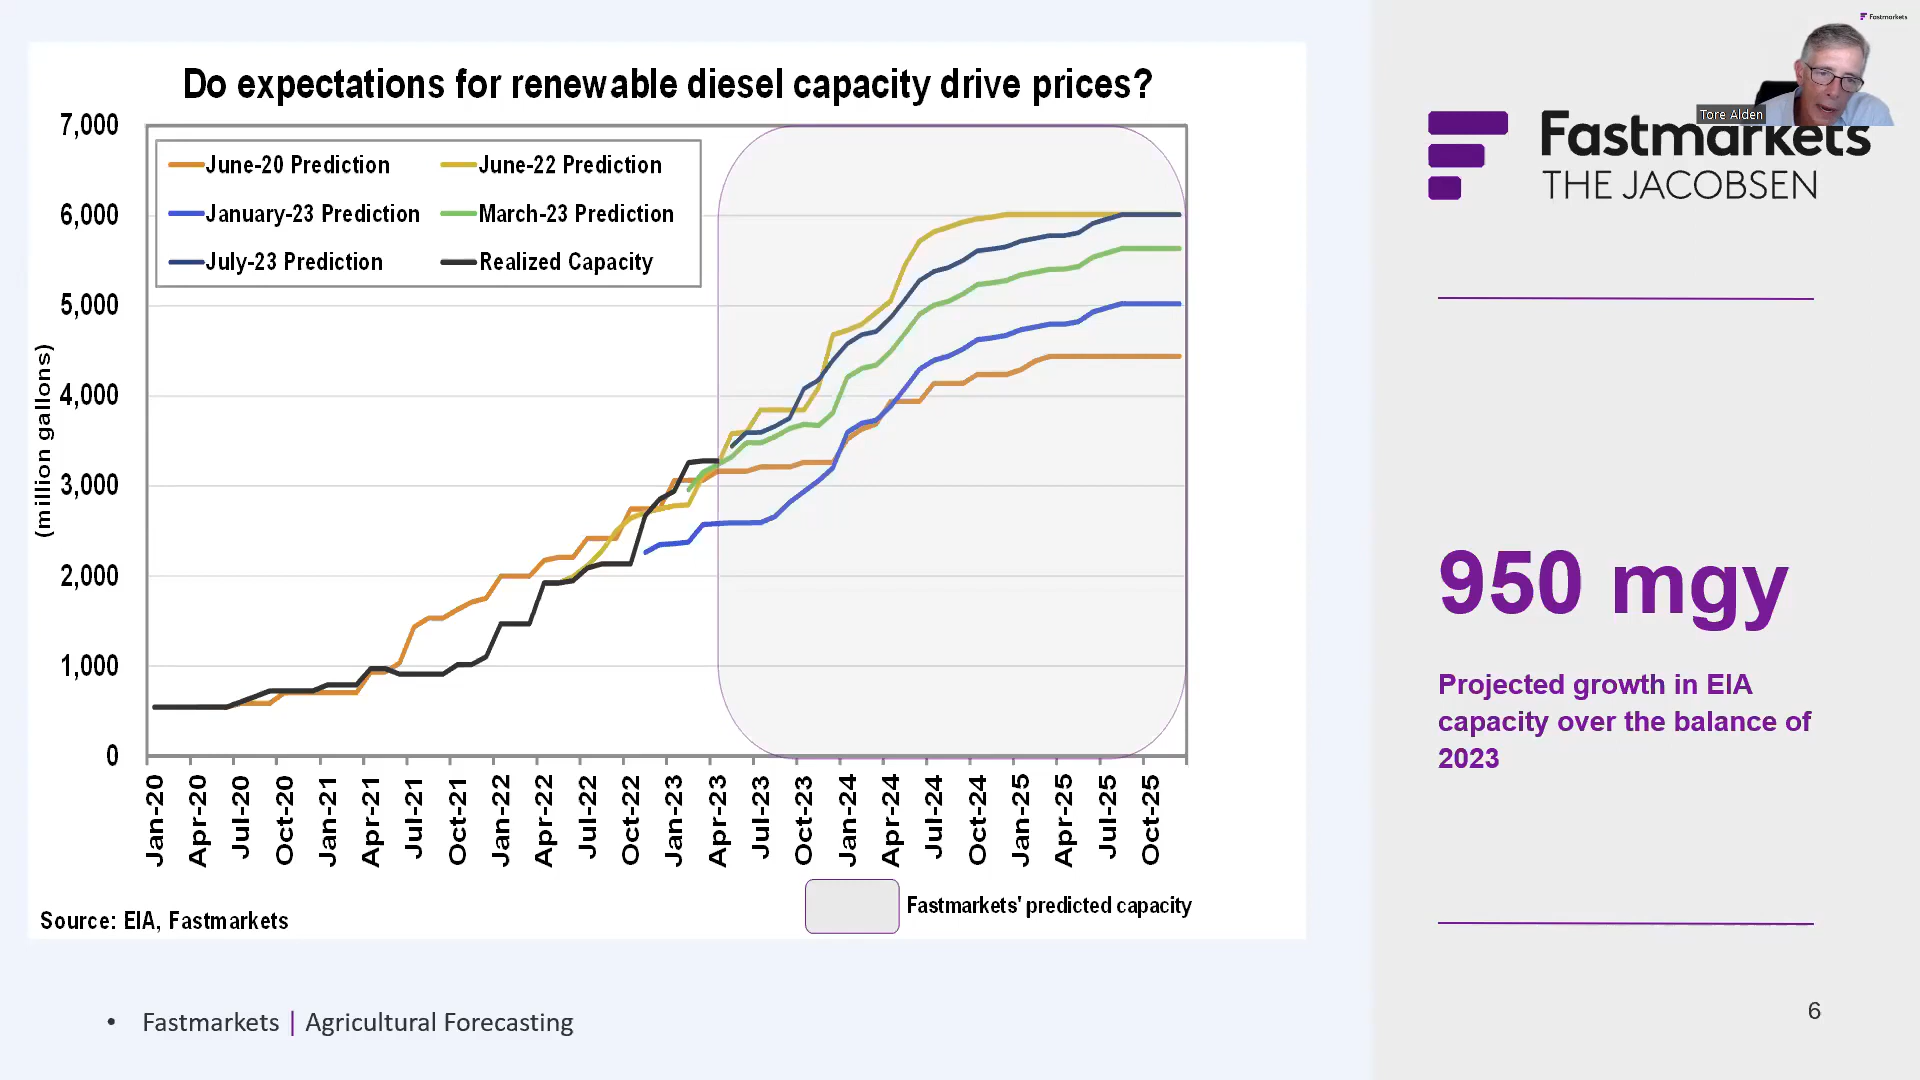 Do expectations for renewable diesel capacity drive prices?
7,000
6,000
5,000
4,000
3,000
2,000
1,000
0
(million gallons)
June-20 Prediction
June-22 Prediction
January-23 Prediction
March-23 Prediction
July-23 Prediction
Realized Capacity
Jan-20
Apr-20
Jul-20
Oct-20
Jan-21
Apr-21
Jul-21
Oct-21
Jan-22
Apr-22
Jul-22
Oct-22
Jan-23
Apr-23
Jul-23
Oct-23
Jan-24
Apr-24
Jul-24
Oct-24
Jan-25
Apr-25
Jul-25
Oct-25
Fastmarkets' predicted capacity
Source: EIA, Fastmarkets
• Fastmarkets | Agricultural Forecasting
Fastmarkets
Tore Alden
Fastmarkets
THE JACOBSEN
950 mgy
Projected growth in EIA
capacity over the balance of
2023
6